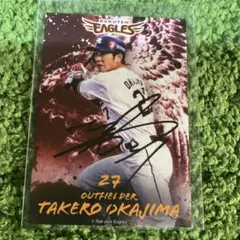 EAGLES
27
OUTFIELDER
TAKERO OKAJIMA